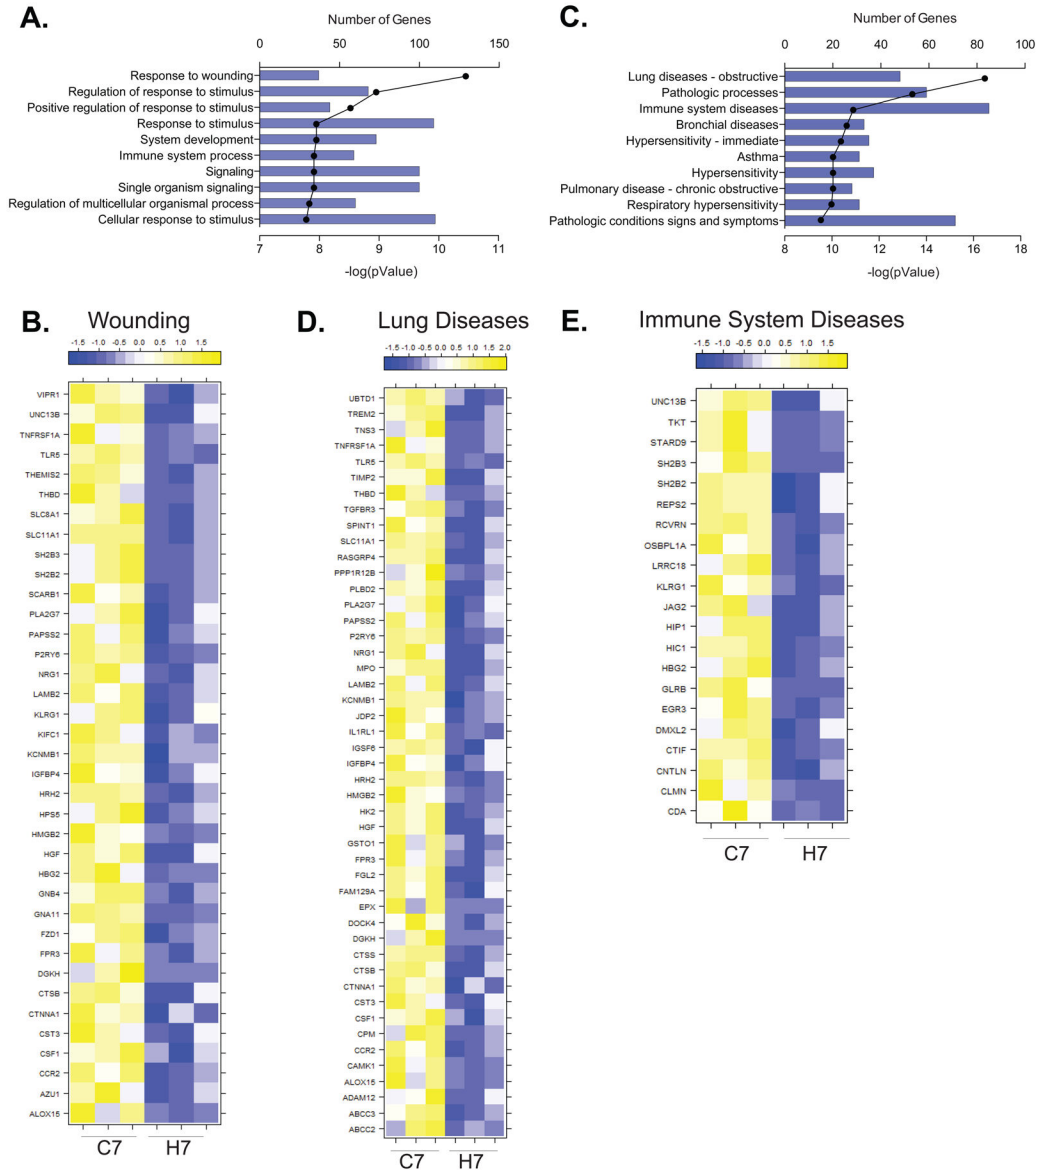 A.
Number of Genes
0 50 100 150
Response to wounding
Regulation of response to stimulus
Positive regulation of response to stimulus
Response to stimulus
System development
Immune system process
Signaling
Single organism signaling
Regulation of multicellular organismal process
Cellular response to stimulus
7 8 9 10 11
-log(pValue)
C.
Number of Genes
0 20 40 60 80 100
Lung diseases - obstructive
Pathologic processes
Immune system diseases
Bronchial diseases
Hypersensitivity - immediate
Asthma
Hypersensitivity
Pulmonary disease - chronic obstructive
Respiratory hypersensitivity
Pathologic conditions signs and symptoms
8 10 12 14 16 18
-log(pValue)
B.
Wounding
-1.5 -1.0 -0.5 0.0 0.5 1.0 1.5
VIPR1
UNC13B
TNFRSF1A
TLR5
THEMIS2
THBD
SLC8A1
SLC11A1
SH2B3
SH2B2
SCARB1
PLA2G7
PAPSS2
P2RY6
NRG1
LAMB2
KLRG1
KIFC1
KCNMB1
IGFBP4
HRH2
HPS5
HMGB2
HGF
HBG2
GNB4
GNA11
FZD1
FPR3
DGKH
CTSB
CTNNA1
CST3
CSF1
CCR2
AZU1
ALOX15
C7 H7
D.
Lung Diseases
-1.5 -1.0 -0.5 0.0 0.5 1.0 1.5 2.0
UBTD1
TREM2
TNS3
TNFRSF1A
TLR5
TIMP2
THBD
TGFBR3
SPINT1
SLC11A1
RASGRP4
PPP1R12B
PLBD2
PLA2G7
PAPSS2
P2RY6
NRG1
MPO
LAMB2
KCNMB1
JDP2
IL1RL1
IGSF6
IGFBP4
HRH2
HMGB2
HK2
HGF
GSTO1
FPR3
FGL2
FAM129A
EPX
DOCK4
DGKH
CTSS
CTSB
CTNNA1
CST3
CSF1
CPM
CCR2
CAMK1
ALOX15
ADAM12
ABCC3
ABCC2
C7 H7
E.
Immune System Diseases
-1.5 -1.0 -0.5 0.0 0.5 1.0 1.5
UNC13B
TKT
STARD9
SH2B3
SH2B2
REPS2
RCVRN
OSBPL1A
LRRC18
KLRG1
JAG2
HIP1
HIC1
HBG2
GLRB
EGR3
DMXL2
CTIF
CNTLN
CLMN
CDA
C7 H7